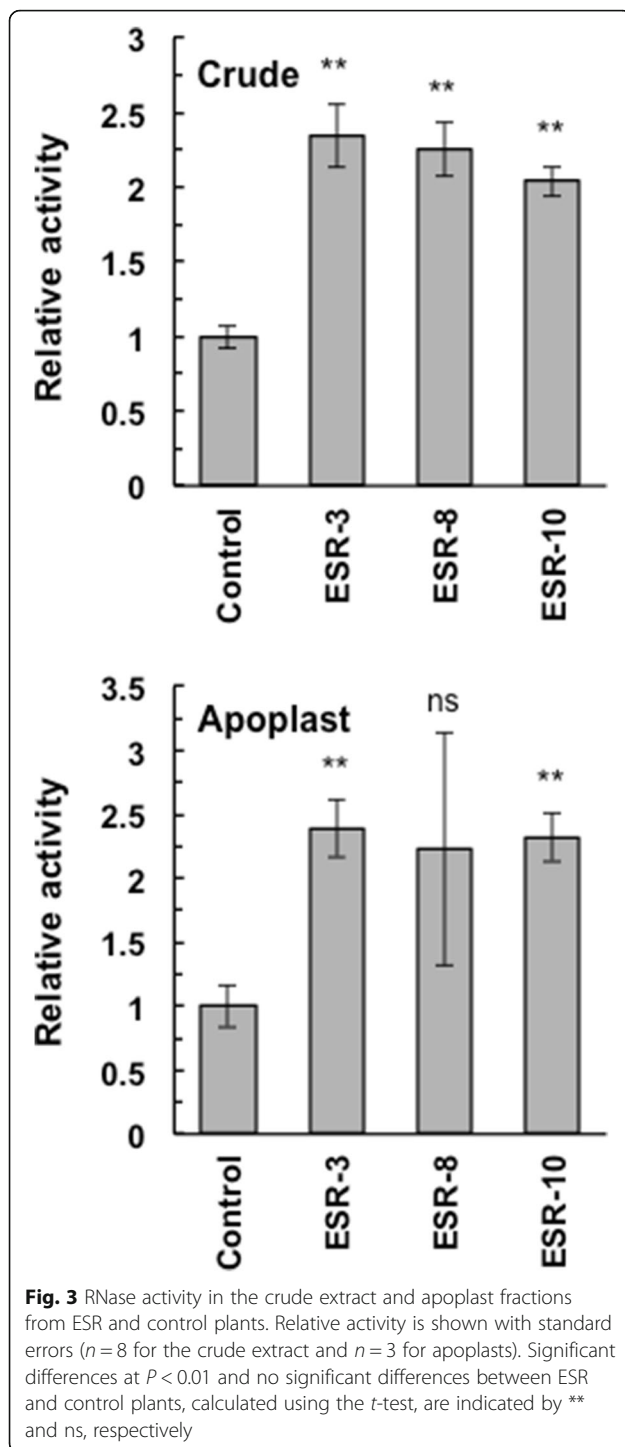 Crude
Relative activity
3
2.5
2
1.5
1
0.5
0
** ** **
Control ESR-3 ESR-8 ESR-10
Apoplast
Relative activity
3.5
3
2.5
2
1.5
1
0.5
0
** ns **
Control ESR-3 ESR-8 ESR-10
Fig. 3 RNase activity in the crude extract and apoplast fractions
from ESR and control plants. Relative activity is shown with standard
errors (n = 8 for the crude extract and n = 3 for apoplasts). Significant
differences at P < 0.01 and no significant differences between ESR
and control plants, calculated using the t-test, are indicated by **
and ns, respectively